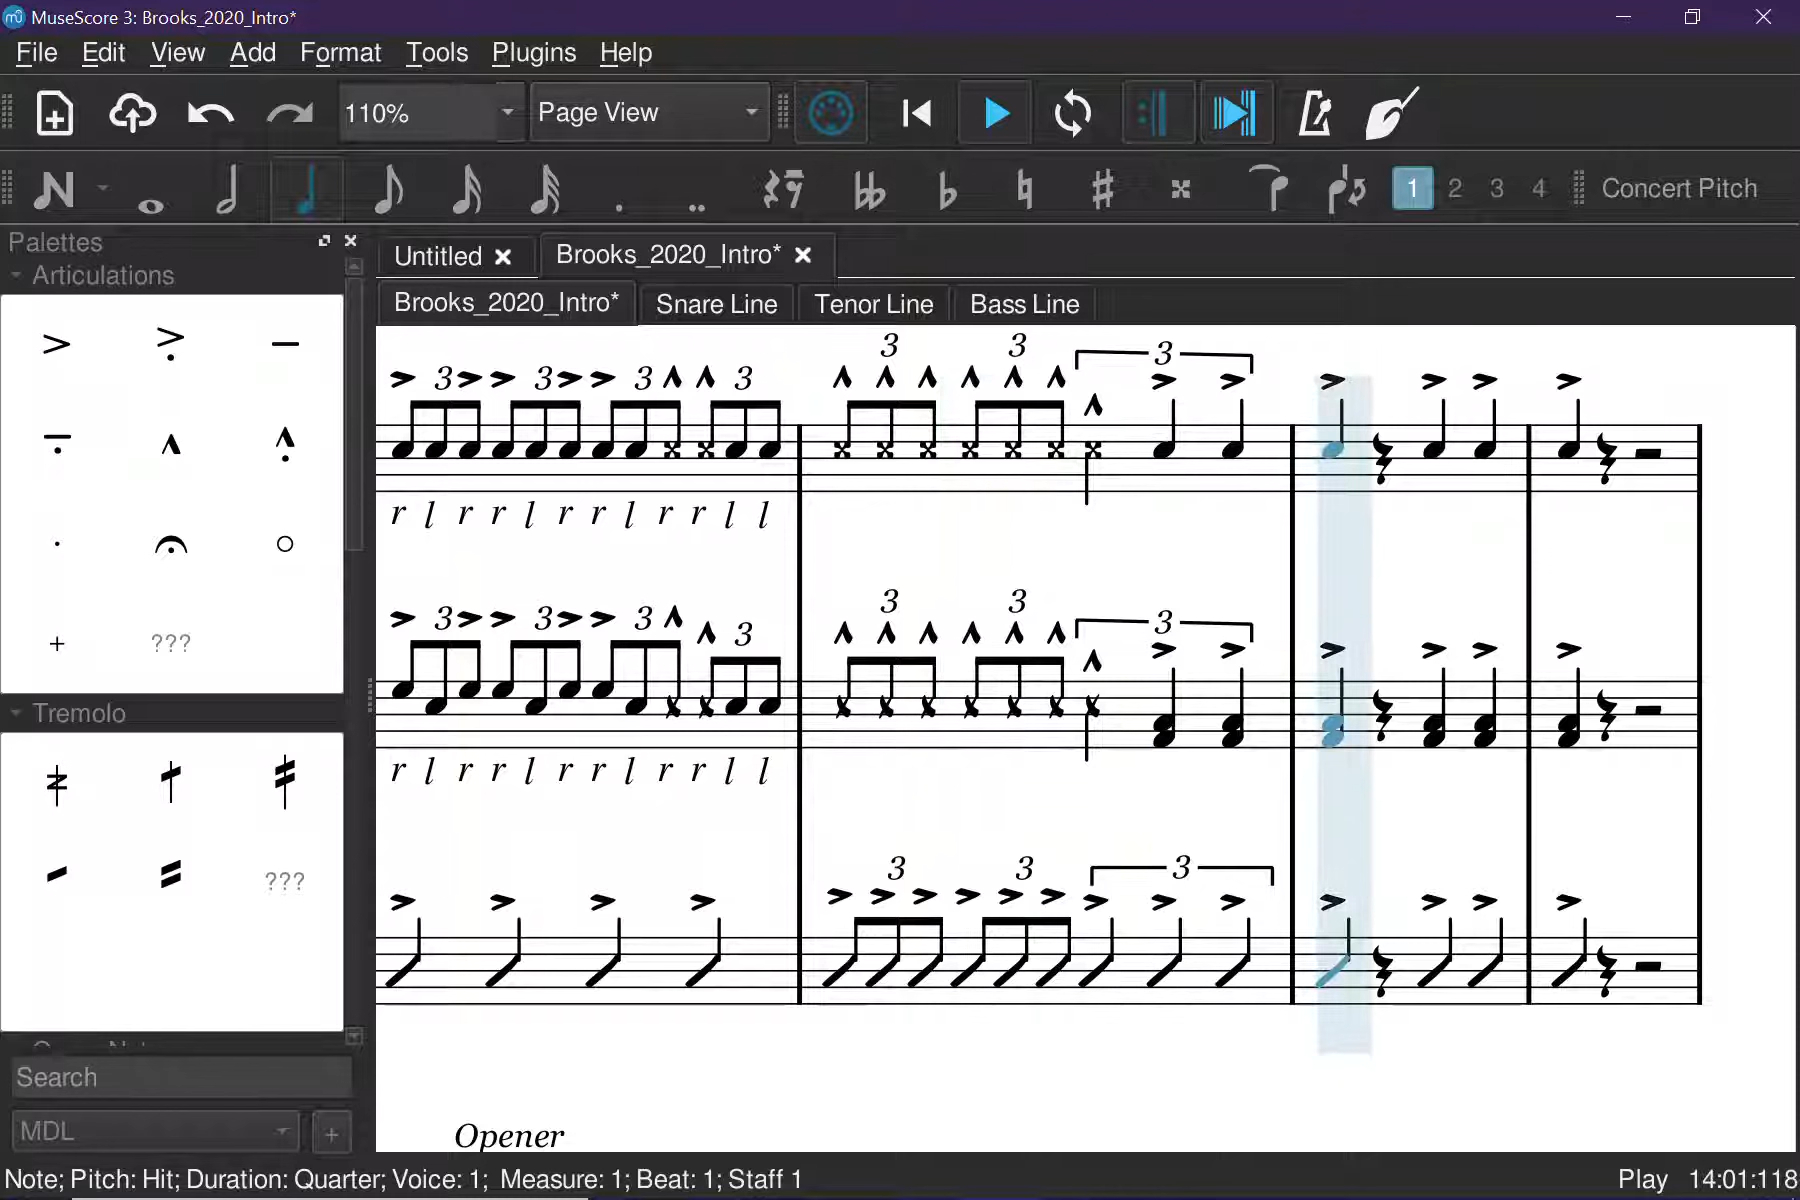 MuseScore 3: Brooks_2020_Intro*
File Edit View Add Format Tools Plugins Help
110% Page View
1 2 3 4 Concert Pitch
Palettes
Articulations
???
Tremolo
???
Search
MDL
Untitled Brooks_2020_Intro*
Brooks_2020_Intro* Snare Line Tenor Line Bass Line
3 3 3
3 3 3 3
r l r r l r r l r r l l
3 3 3
3 3 3 3
r l r r l r r l r r l l
3 3 3
Opener
Note; Pitch: Hit; Duration: Quarter; Voice: 1; Measure: 1; Beat: 1; Staff 1
Play 14:01:118